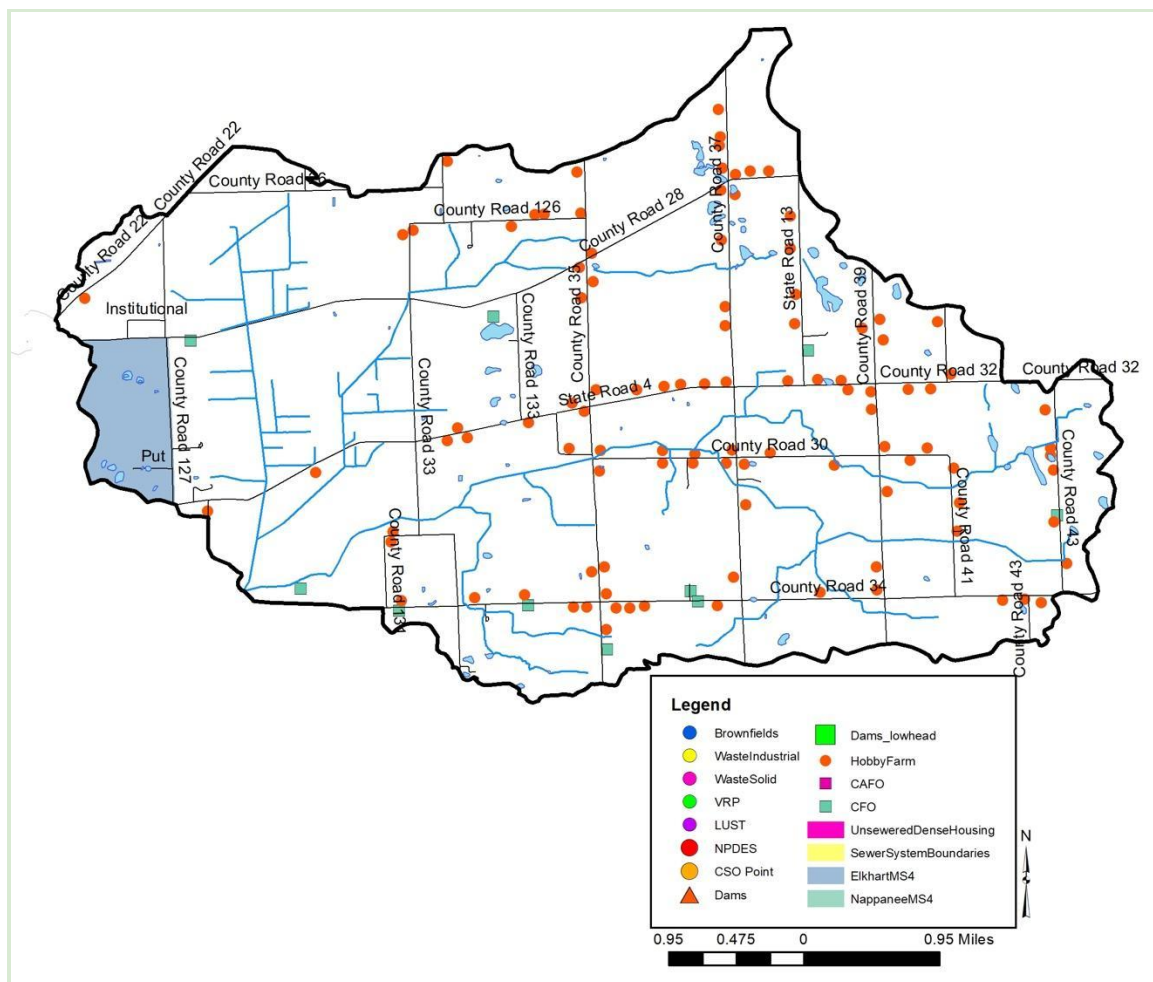 County Road 22
County Road 26
County Road 126
County Road 28
County Road 37
County Road 22
State Road 13
Institutional
County Road 35
County Road 39
County Road 133
State Road 4
County Road 32
County Road 32
County Road 127
County Road 33
County Road 30
Put
County Road 43
County Road 41
County Road 131
County Road 34
County Road 43
Legend
Brownfields
WasteIndustrial
WasteSolid
VRP
LUST
NPDES
CSO Point
Dams
Dams_lowhead
HobbyFarm
CAFO
CFO
UnseweredDenseHousing
SewerSystemBoundaries
ElkhartMS4
NappaneeMS4
N
0.95 0.475 0 0.95 Miles